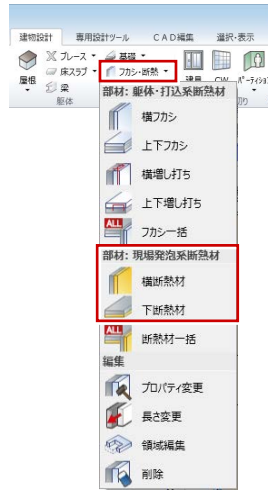 建物設計 専用設計ツール CAD編集 選択・表示
屋根 ブレース 基礎
床スラブ フカシ・断熱
梁 建具 CW パーティション
躯体
部材: 躯体・打込系断熱材
横フカシ
上下フカシ
横増し打ち
上下増し打ち
ALL フカシ一括
部材: 現場発泡系断熱材
横断熱材
下断熱材
ALL 断熱材一括
編集
プロパティ変更
長さ変更
領域編集
削除